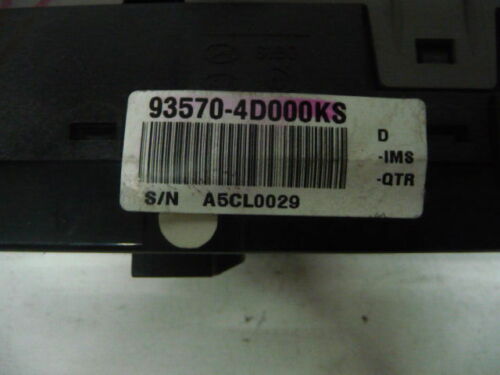 93570-4D000KS
D
-IMS
-QTR
S/N A5CL0029